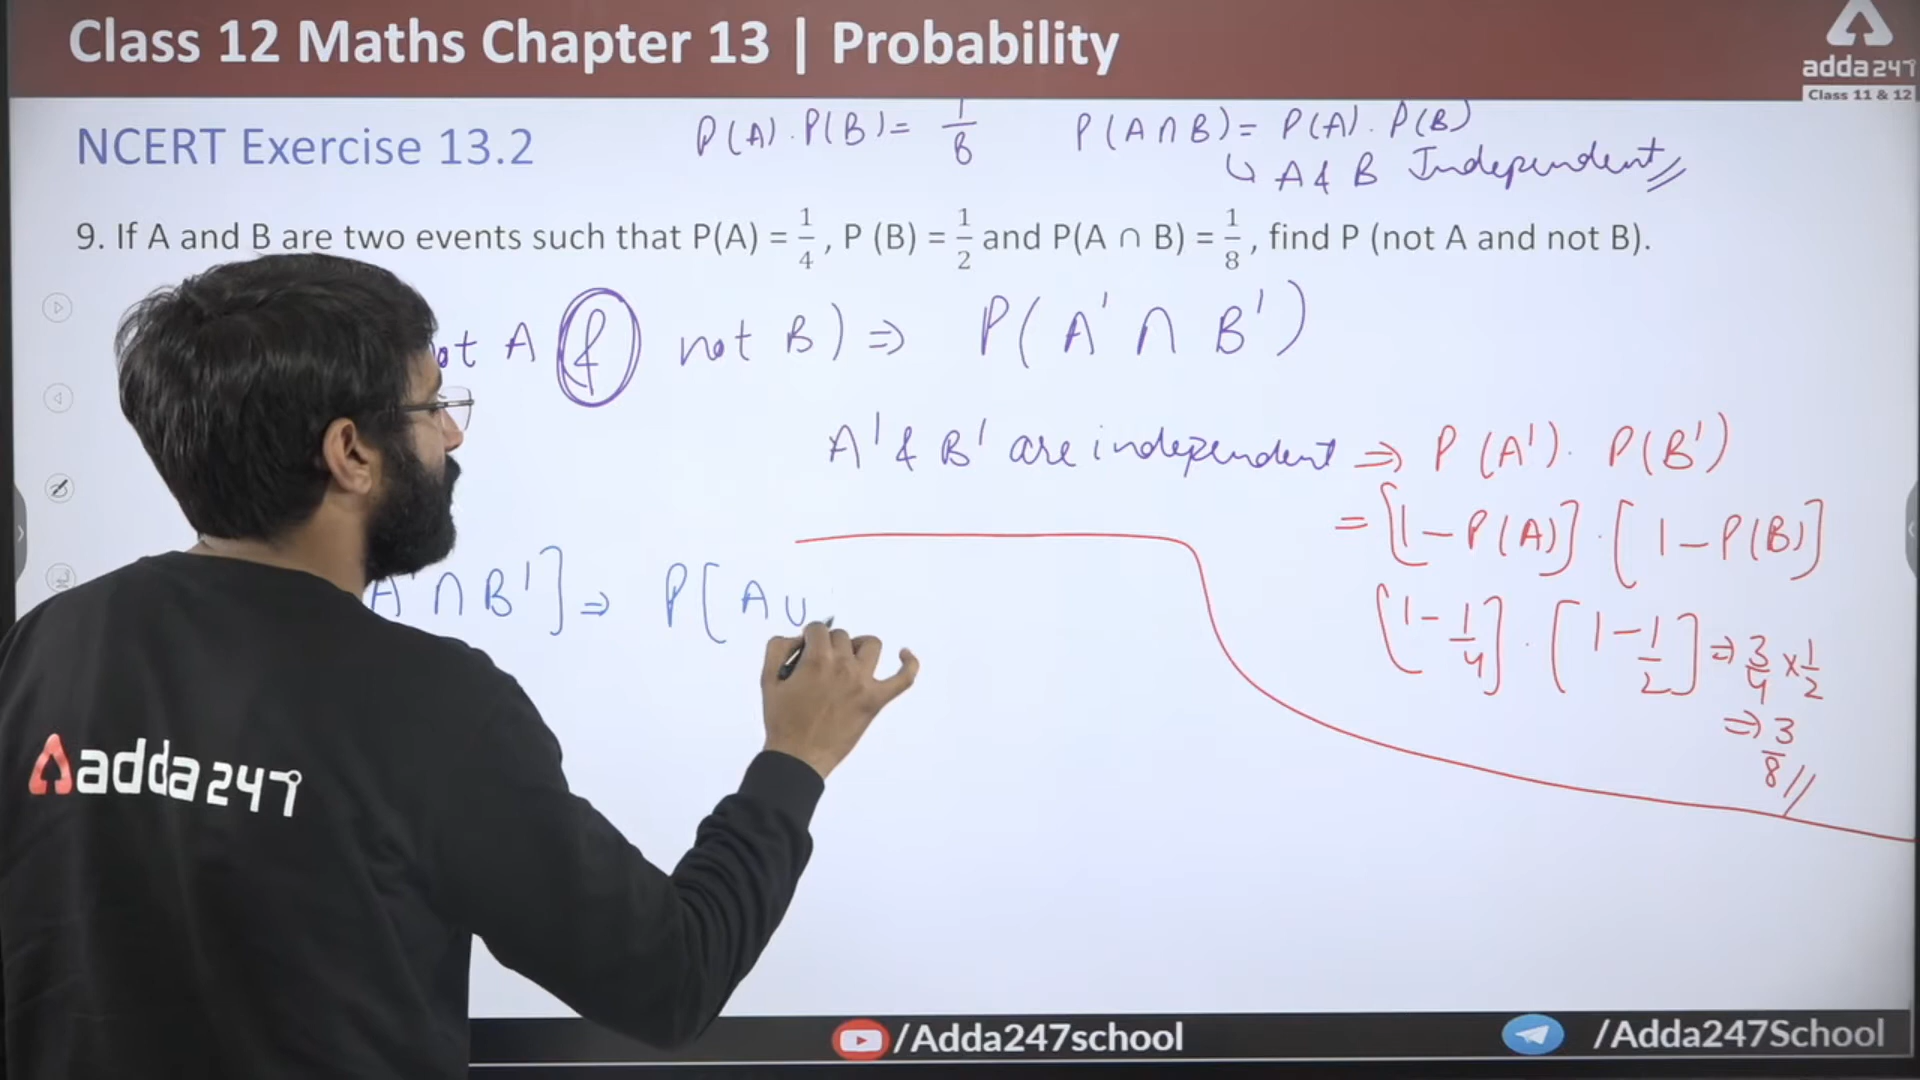 Class 12 Maths Chapter 13 | Probability
adda247
Class 11 & 12
NCERT Exercise 13.2
P(A) . P(B) = 1/8
P(A ∩ B) = P(A) . P(B)
↳ A & B Independent
9. If A and B are two events such that P(A) = 1/4, P (B) = 1/2 and P(A ∩ B) = 1/8, find P (not A and not B).
ot A & not B) ⇒ P(A' ∩ B')
A' & B' are independent ⇒ P(A'). P(B')
= [1-P(A)] . [1-P(B)]
[1-1/4] . [1-1/2] ⇒ 3/4 × 1/2
⇒ 3/8 //
A' ∩ B'] ⇒ P[A ∪
adda247
/Adda247school
/Adda247School